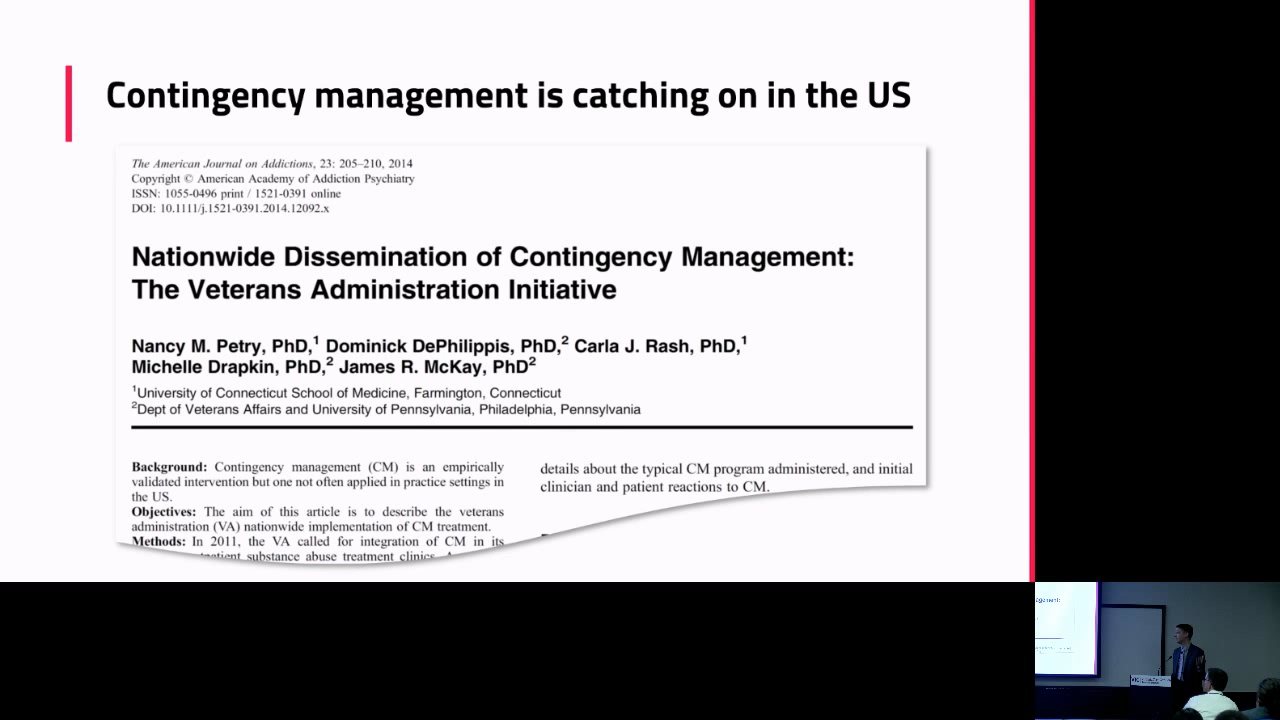 Contingency management is catching on in the US
The American Journal on Addictions, 23: 205–210, 2014
Copyright © American Academy of Addiction Psychiatry
ISSN: 1055-0496 print / 1521-0391 online
DOI: 10.1111/j.1521-0391.2014.12092.x
Nationwide Dissemination of Contingency Management:
The Veterans Administration Initiative
Nancy M. Petry, PhD,¹ Dominick DePhilippis, PhD,² Carla J. Rash, PhD,¹
Michelle Drapkin, PhD,² James R. McKay, PhD²
¹University of Connecticut School of Medicine, Farmington, Connecticut
²Dept of Veterans Affairs and University of Pennsylvania, Philadelphia, Pennsylvania
Background: Contingency management (CM) is an empirically
validated intervention but one not often applied in practice settings in
the US.
Objectives: The aim of this article is to describe the veterans
administration (VA) nationwide implementation of CM treatment.
Methods: In 2011, the VA called for integration of CM in its
substance abuse treatment clinics.
details about the typical CM program administered, and initial
clinician and patient reactions to CM.